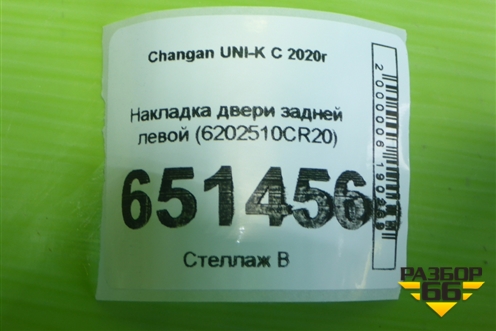 Changan UNI-K С 2020г
Накладка двери задней
левой (6202510CR20)
651456
Стеллаж В
РАЗБОР
66